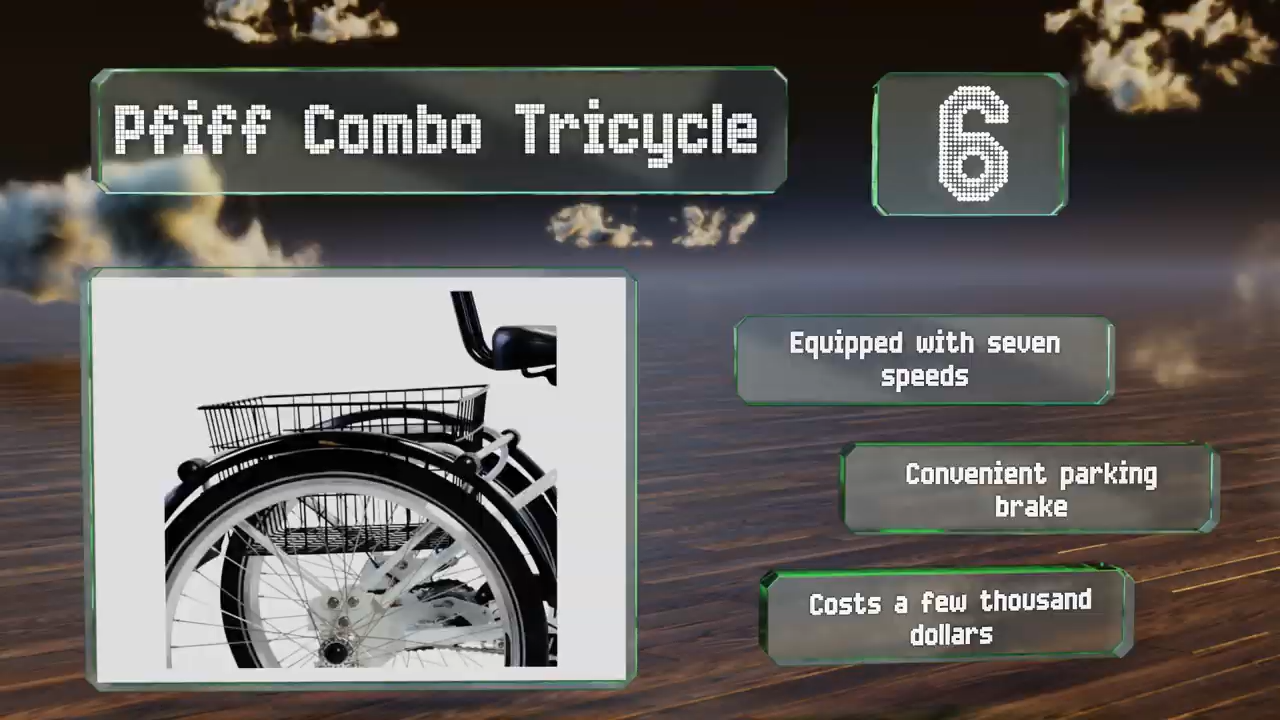 Pfiff Combo Tricycle
6
Equipped with seven
speeds
Convenient parking
brake
Costs a few thousand
dollars